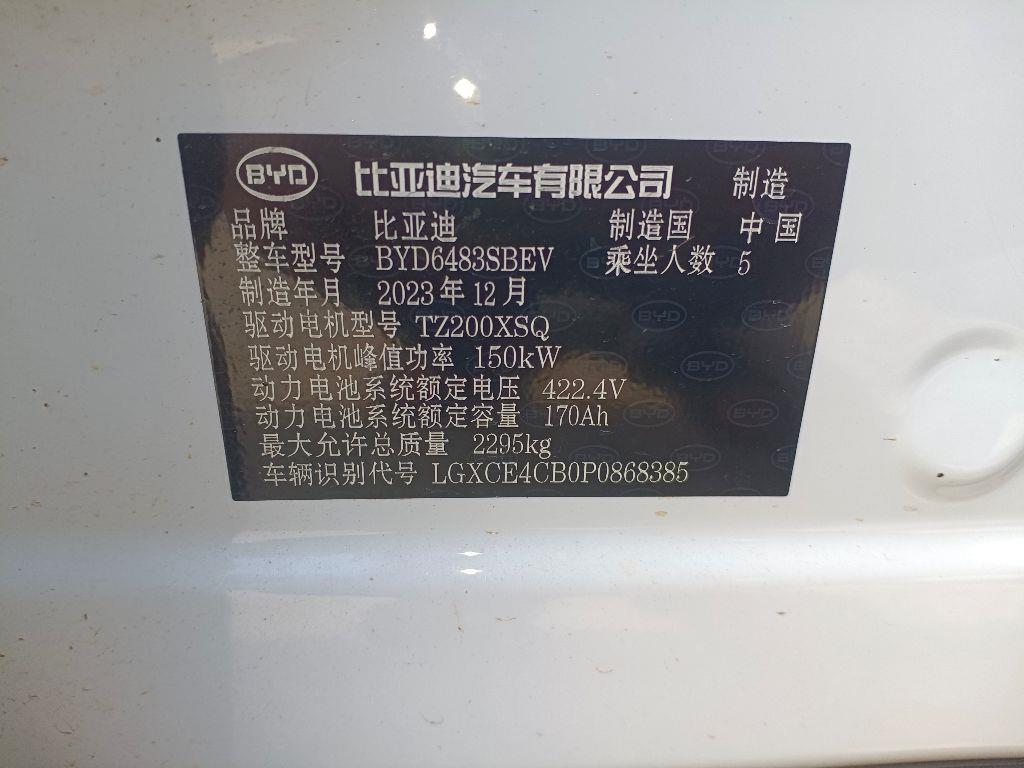 BYD 比亚迪汽车有限公司 制造
品牌 比亚迪 制造国 中国
整车型号 BYD6483SBEV 乘坐人数 5
制造年月 2023年12月
驱动电机型号 TZ200XSQ
驱动电机峰值功率 150kW
动力电池系统额定电压 422.4V
动力电池系统额定容量 170Ah
最大允许总质量 2295kg
车辆识别代号 LGXCE4CB0P0868385